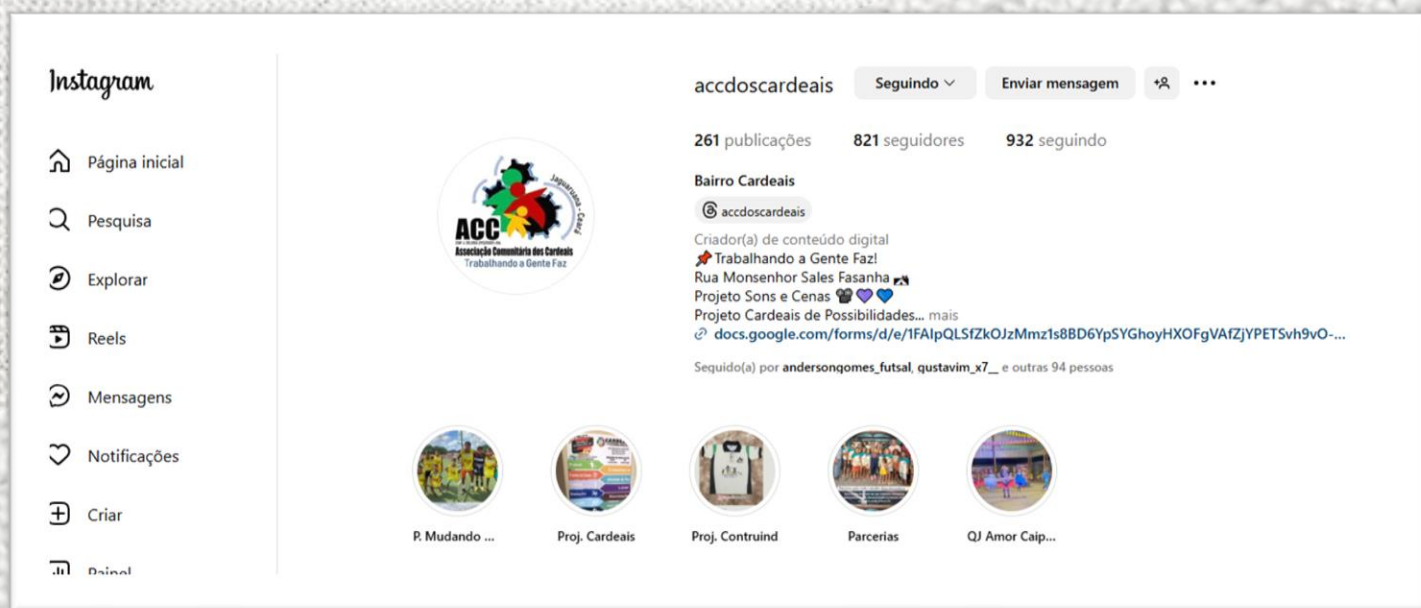 Instagram
Página inicial
Pesquisa
Explorar
Reels
Mensagens
Notificações
Criar
Painel
accdoscardeais Seguindo Enviar mensagem
261 publicações 821 seguidores 932 seguindo
Bairro Cardeais
accdoscardeais
Criador(a) de conteúdo digital
Trabalhando a Gente Faz!
Rua Monsenhor Sales Fasanha
Projeto Sons e Cenas
Projeto Cardeais de Possibilidades... mais
docs.google.com/forms/d/e/1FAIpQLSfZkOJzMmz1s8BD6YpSYGhoyHXOFgVAfZjYPETSvh9vO-...
Seguido(a) por andersongomes_futsal, gustavim_x7__ e outras 94 pessoas
Jaguaruana - Ceará
ACC
Associação Comunitária dos Cardeais
Trabalhando a Gente Faz
P. Mudando ...
Proj. Cardeais
Proj. Contruind
Parcerias
QJ Amor Caip...